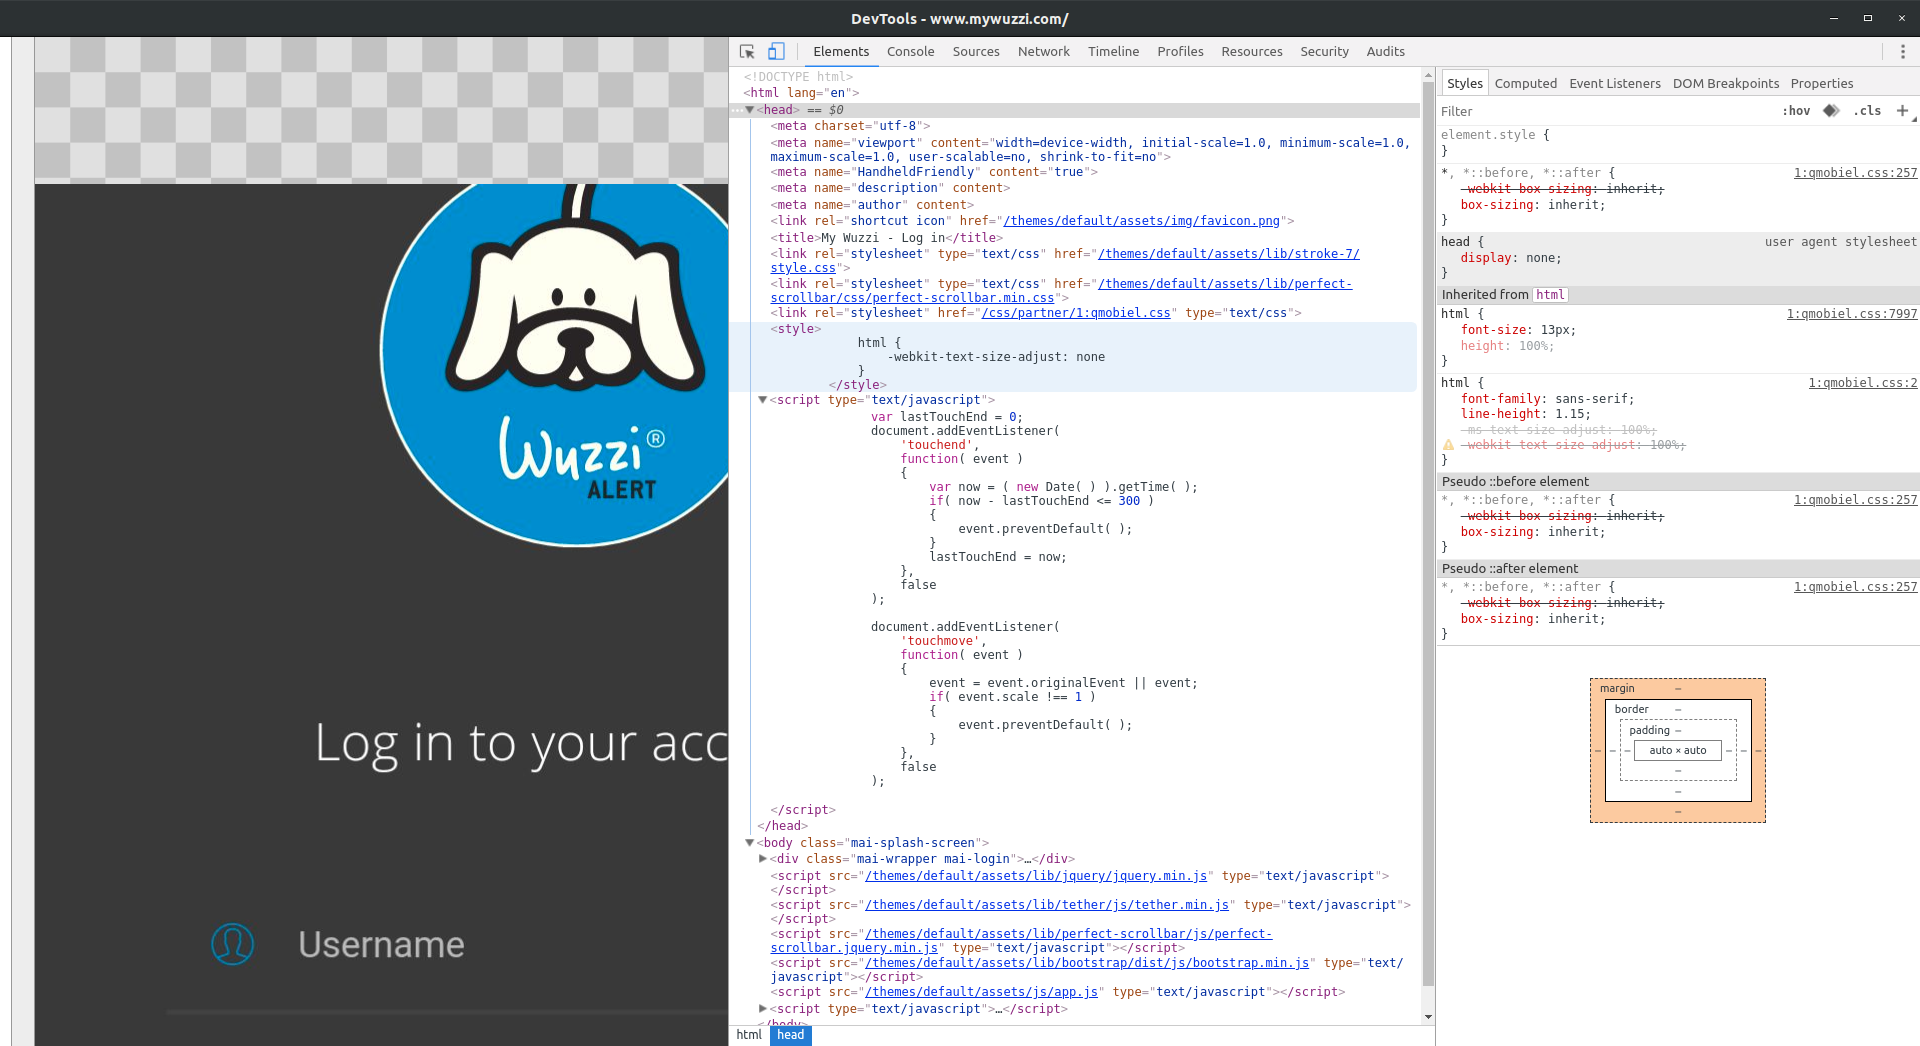 DevTools - www.mywuzzi.com/
Wuzzi®
ALERT
Log in to your acc
Username
Elements Console Sources Network Timeline Profiles Resources Security Audits
<!DOCTYPE html>
<html lang="en">
…▼<head> == $0
<meta charset="utf-8">
<meta name="viewport" content="width=device-width, initial-scale=1.0, minimum-scale=1.0,
maximum-scale=1.0, user-scalable=no, shrink-to-fit=no">
<meta name="HandheldFriendly" content="true">
<meta name="description" content>
<meta name="author" content>
<link rel="shortcut icon" href="/themes/default/assets/img/favicon.png">
<title>My Wuzzi - Log in</title>
<link rel="stylesheet" type="text/css" href="/themes/default/assets/lib/stroke-7/
style.css">
<link rel="stylesheet" type="text/css" href="/themes/default/assets/lib/perfect-
scrollbar/css/perfect-scrollbar.min.css">
<link rel="stylesheet" href="/css/partner/1:qmobiel.css" type="text/css">
<style>
html {
-webkit-text-size-adjust: none
}
</style>
▼<script type="text/javascript">
var lastTouchEnd = 0;
document.addEventListener(
'touchend',
function( event )
{
var now = ( new Date( ) ).getTime( );
if( now - lastTouchEnd <= 300 )
{
event.preventDefault( );
}
lastTouchEnd = now;
},
false
);
document.addEventListener(
'touchmove',
function( event )
{
event = event.originalEvent || event;
if( event.scale !== 1 )
{
event.preventDefault( );
}
},
false
);
</script>
</head>
▼<body class="mai-splash-screen">
▶<div class="mai-wrapper mai-login">…</div>
<script src="/themes/default/assets/lib/jquery/jquery.min.js" type="text/javascript">
</script>
<script src="/themes/default/assets/lib/tether/js/tether.min.js" type="text/javascript">
</script>
<script src="/themes/default/assets/lib/perfect-scrollbar/js/perfect-
scrollbar.jquery.min.js" type="text/javascript"></script>
<script src="/themes/default/assets/lib/bootstrap/dist/js/bootstrap.min.js" type="text/
javascript"></script>
<script src="/themes/default/assets/js/app.js" type="text/javascript"></script>
▶<script type="text/javascript">…</script>
</body>
html head
Styles Computed Event Listeners DOM Breakpoints Properties
Filter :hov .cls +
element.style {
}
*, *::before, *::after { 1:qmobiel.css:257
-webkit-box-sizing: inherit;
box-sizing: inherit;
}
head { user agent stylesheet
display: none;
}
Inherited from html
html { 1:qmobiel.css:7997
font-size: 13px;
height: 100%;
}
html { 1:qmobiel.css:2
font-family: sans-serif;
line-height: 1.15;
-ms-text-size-adjust: 100%;
-webkit-text-size-adjust: 100%;
}
Pseudo ::before element
*, *::before, *::after { 1:qmobiel.css:257
-webkit-box-sizing: inherit;
box-sizing: inherit;
}
Pseudo ::after element
*, *::before, *::after { 1:qmobiel.css:257
-webkit-box-sizing: inherit;
box-sizing: inherit;
}
margin –
border –
padding –
– – – auto × auto – – –
–
–
–